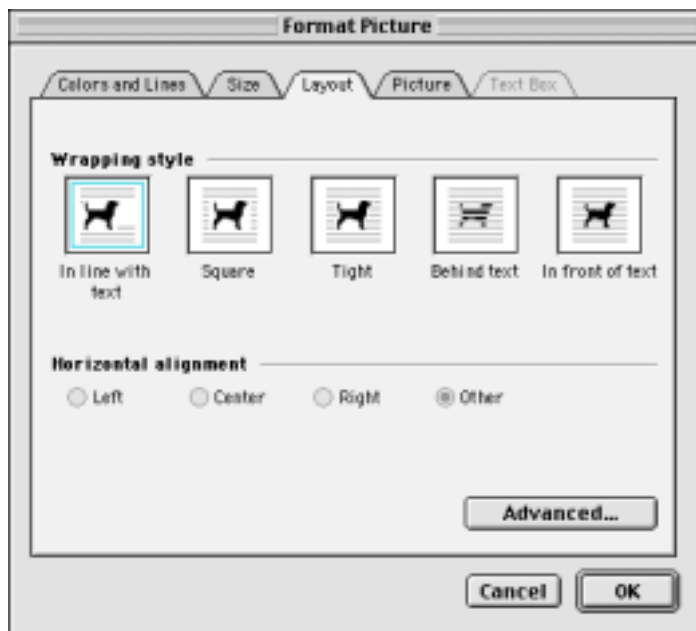 Format Picture
Colors and Lines Size Layout Picture Text Box
Wrapping style
In line with text Square Tight Behind text In front of text
Horizontal alignment
Left Center Right Other
Advanced...
Cancel OK